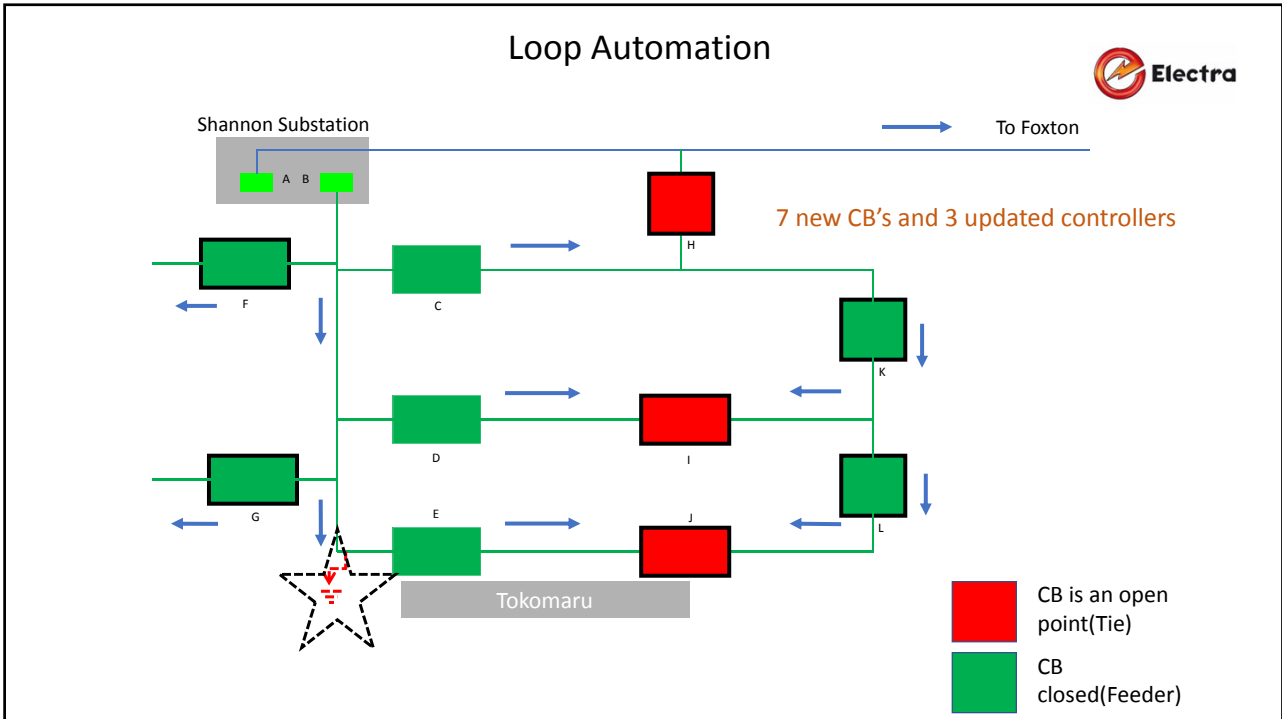 Loop Automation
Electra
Shannon Substation
To Foxton
A B
7 new CB's and 3 updated controllers
H
F
C
K
D
I
G
E
J
L
Tokomaru
CB is an open
point(Tie)
CB
closed(Feeder)